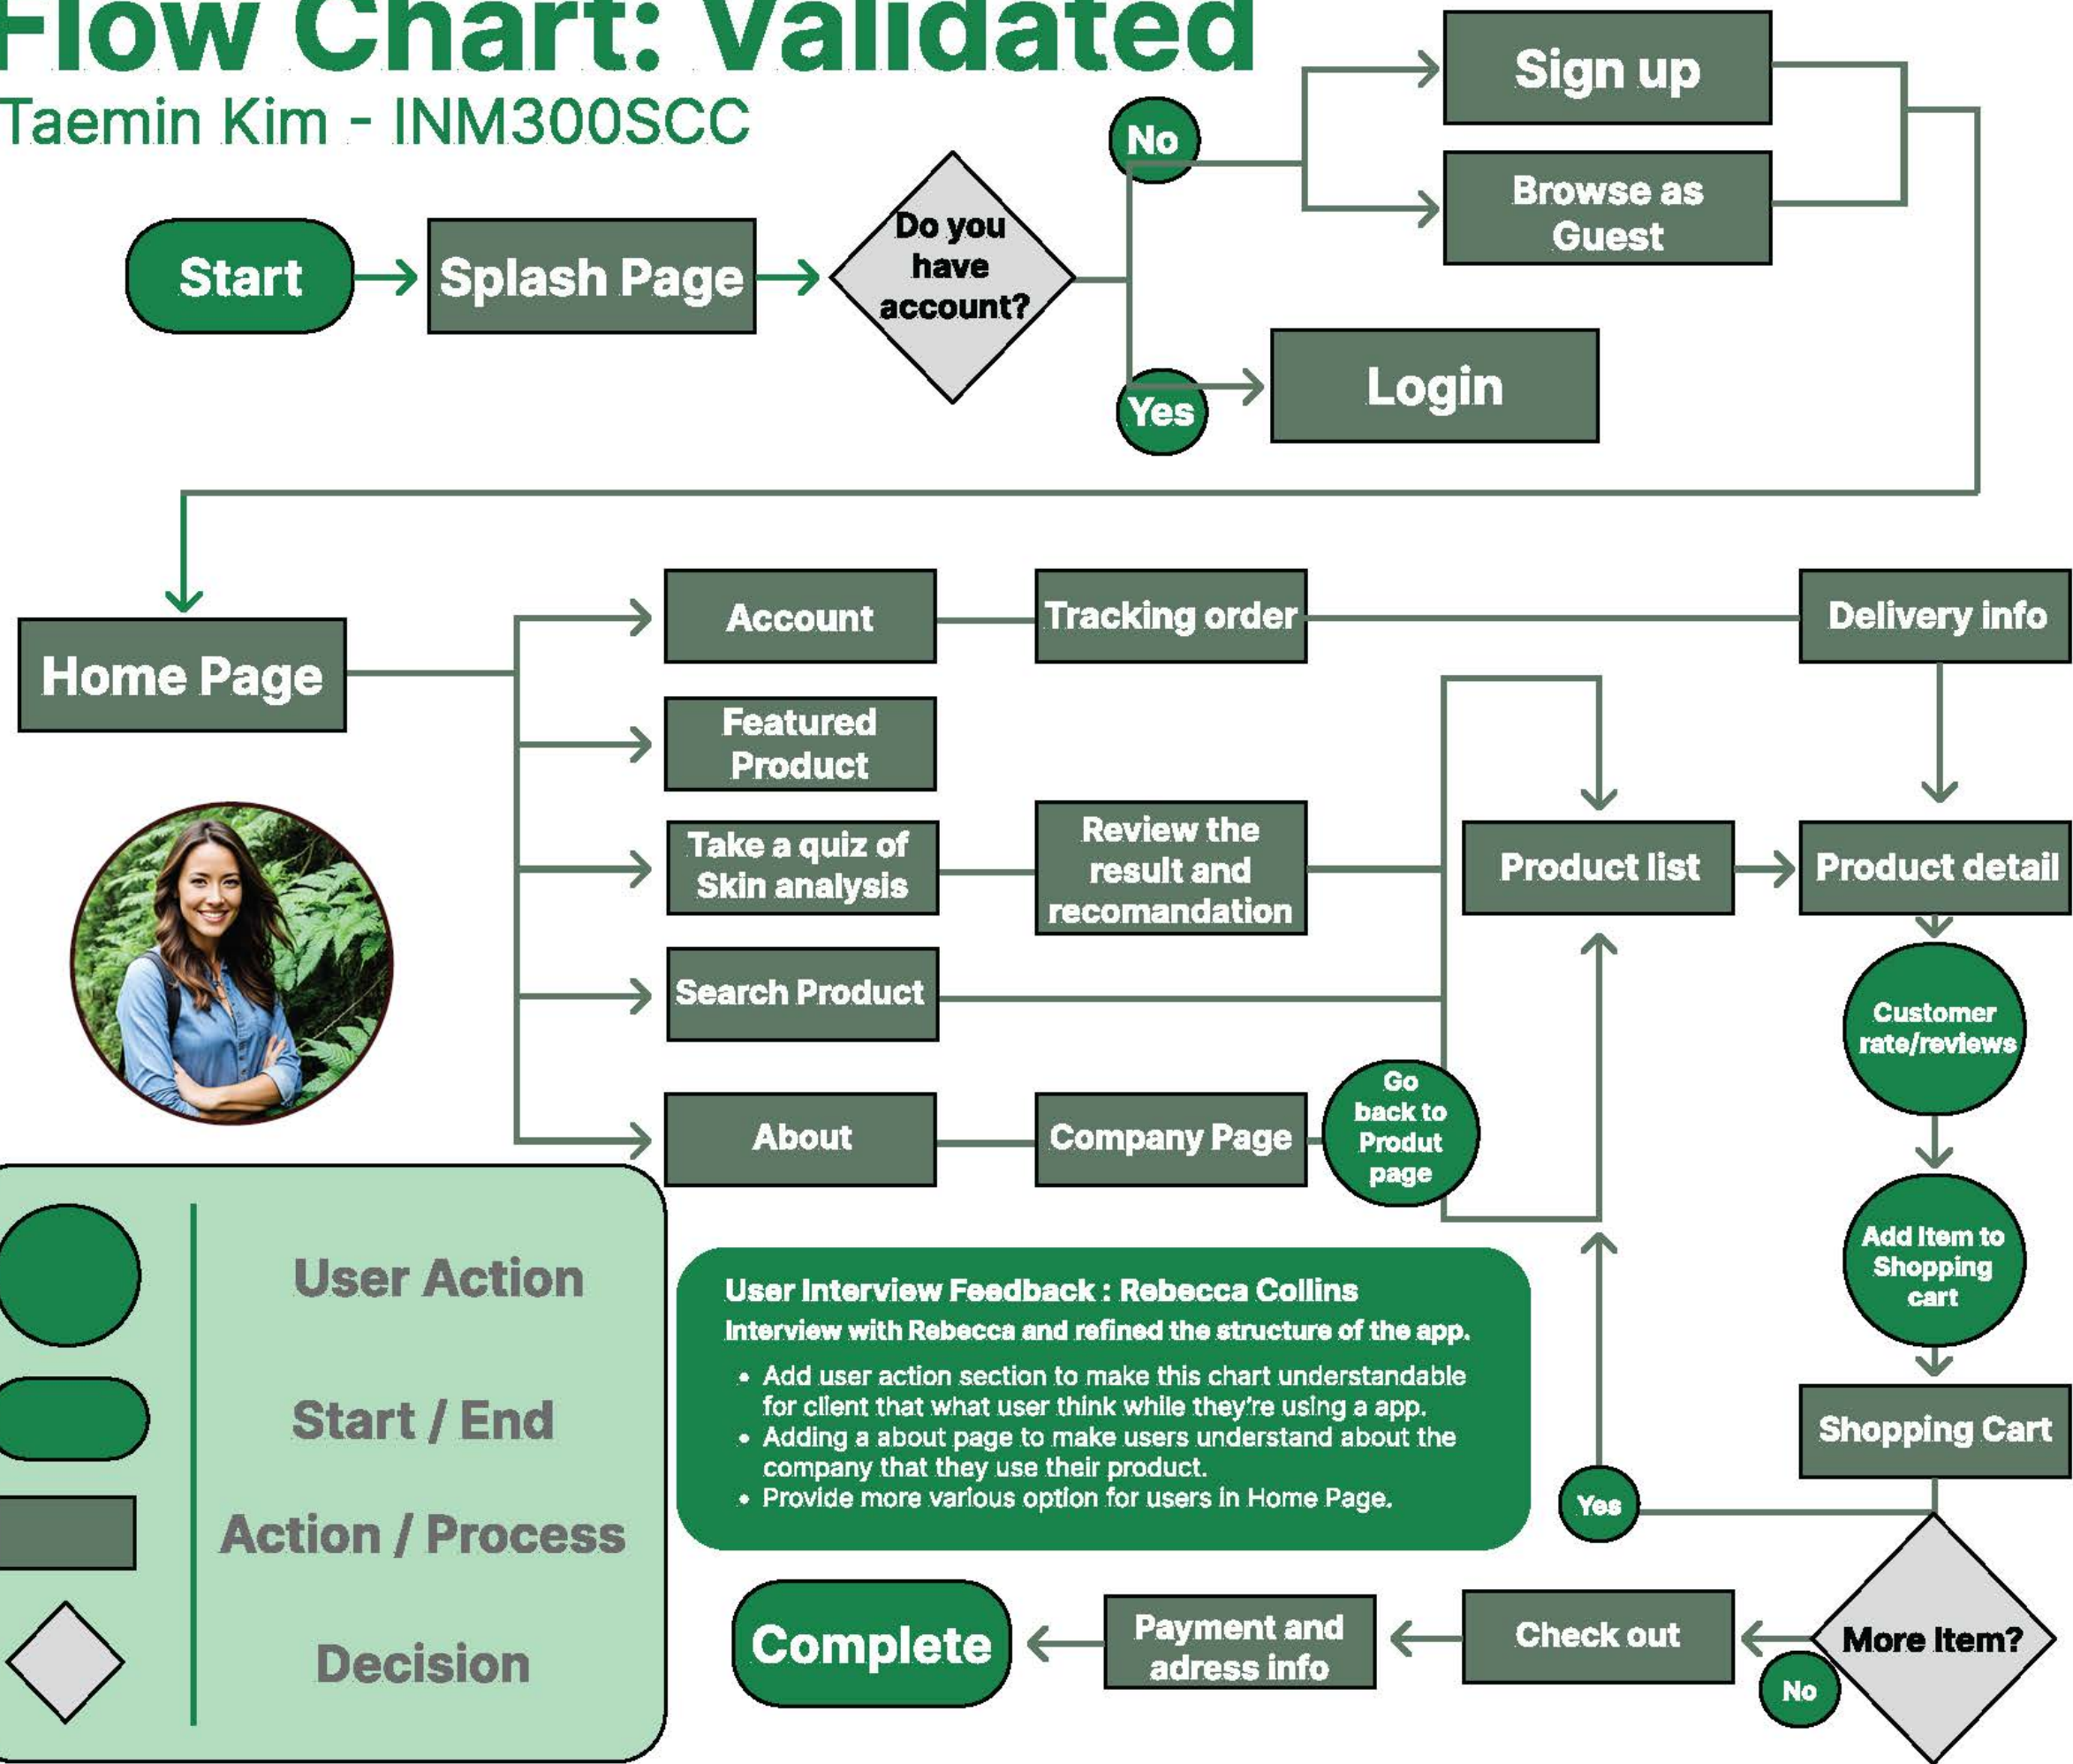 Flow Chart: Validated
Taemin Kim - INM300SCC
Sign up
No
Browse as
Guest
Start
Splash Page
Do you
have
account?
Login
Yes
Account
Tracking order
Delivery info
Home Page
Featured
Product
Take a quiz of
Skin analysis
Review the
result and
recomandation
Product list
Product detail
Search Product
Customer
rate/reviews
About
Company Page
Go
back to
Produt
page
Add Item to
Shopping
cart
User Action
Start / End
Action / Process
Decision
User Interview Feedback : Rebecca Collins
Interview with Rebecca and refined the structure of the app.
• Add user action section to make this chart understandable
for client that what user think while they're using a app.
• Adding a about page to make users understand about the
company that they use their product.
• Provide more various option for users in Home Page.
Shopping Cart
Yes
More Item?
No
Check out
Payment and
adress info
Complete